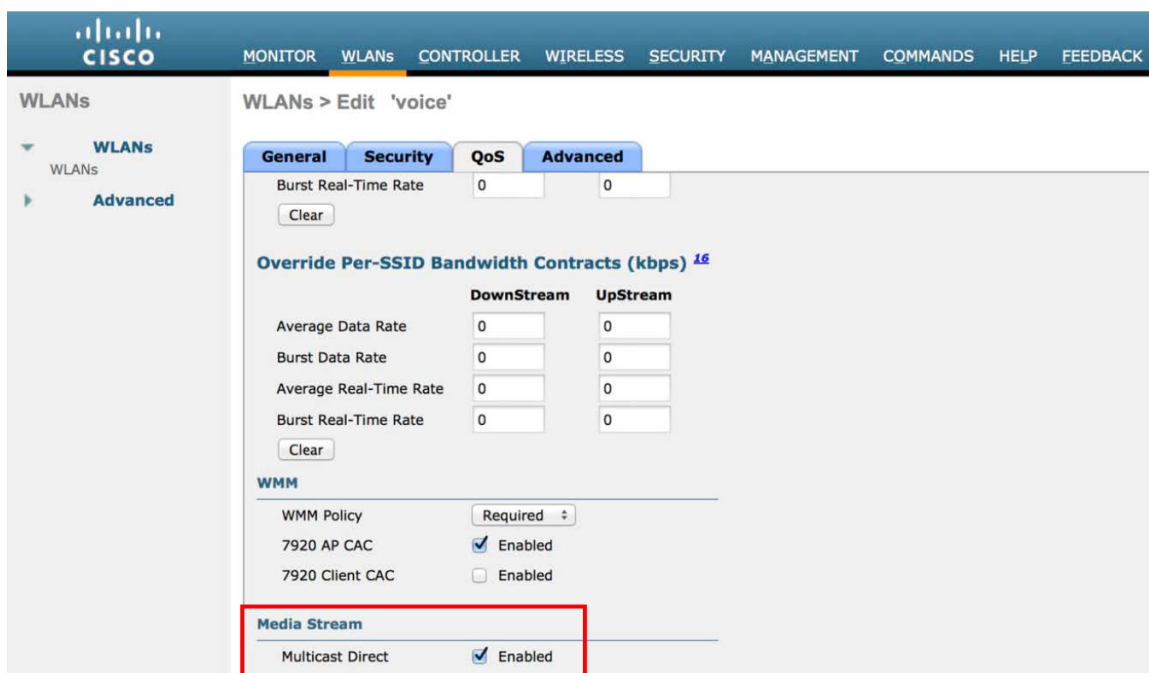 CISCO
MONITOR WLANs CONTROLLER WIRELESS SECURITY MANAGEMENT COMMANDS HELP FEEDBACK
WLANs
WLANs > Edit 'voice'
WLANs
WLANs
Advanced
General Security QoS Advanced
Burst Real-Time Rate 0 0
Clear
Override Per-SSID Bandwidth Contracts (kbps) 16
DownStream UpStream
Average Data Rate 0 0
Burst Data Rate 0 0
Average Real-Time Rate 0 0
Burst Real-Time Rate 0 0
Clear
WMM
WMM Policy Required
7920 AP CAC Enabled
7920 Client CAC Enabled
Media Stream
Multicast Direct Enabled